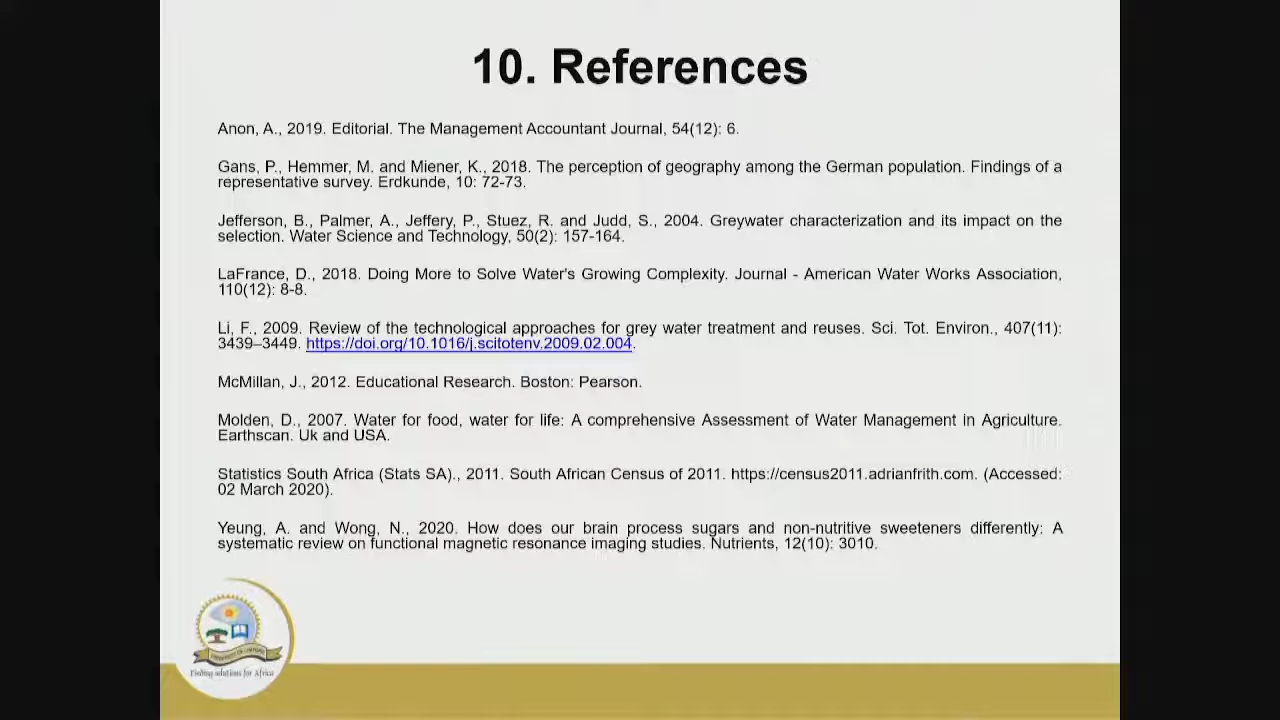 10. References
Anon, A., 2019. Editorial. The Management Accountant Journal, 54(12): 6.
Gans, P., Hemmer, M. and Miener, K., 2018. The perception of geography among the German population. Findings of a
representative survey. Erdkunde, 10: 72-73.
Jefferson, B., Palmer, A., Jeffery, P., Stuez, R. and Judd, S., 2004. Greywater characterization and its impact on the
selection. Water Science and Technology, 50(2): 157-164.
LaFrance, D., 2018. Doing More to Solve Water's Growing Complexity. Journal - American Water Works Association,
110(12): 8-8.
Li, F., 2009. Review of the technological approaches for grey water treatment and reuses. Sci. Tot. Environ., 407(11):
3439–3449. https://doi.org/10.1016/j.scitotenv.2009.02.004.
McMillan, J., 2012. Educational Research. Boston: Pearson.
Molden, D., 2007. Water for food, water for life: A comprehensive Assessment of Water Management in Agriculture.
Earthscan. Uk and USA.
Statistics South Africa (Stats SA)., 2011. South African Census of 2011. https://census2011.adrianfrith.com. (Accessed:
02 March 2020).
Yeung, A. and Wong, N., 2020. How does our brain process sugars and non-nutritive sweeteners differently: A
systematic review on functional magnetic resonance imaging studies. Nutrients, 12(10): 3010.
UNIVERSITY OF LIMPOPO
Finding solutions for Africa